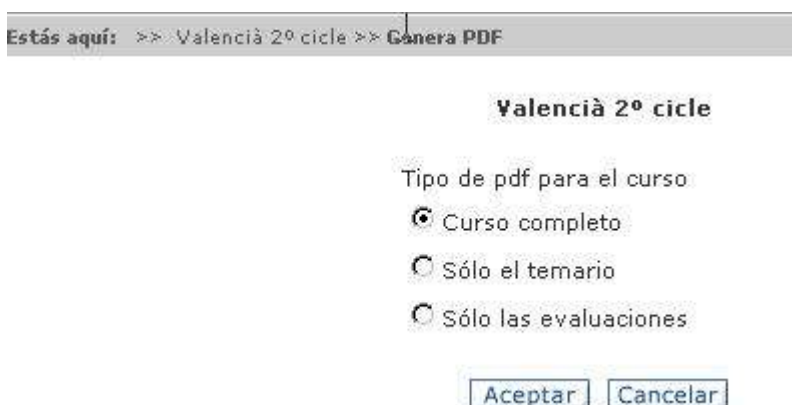 Estás aquí: >> Valencià 2º cicle >> Genera PDF
Valencià 2º cicle
Tipo de pdf para el curso
Curso completo
Sólo el temario
Sólo las evaluaciones
Aceptar Cancelar